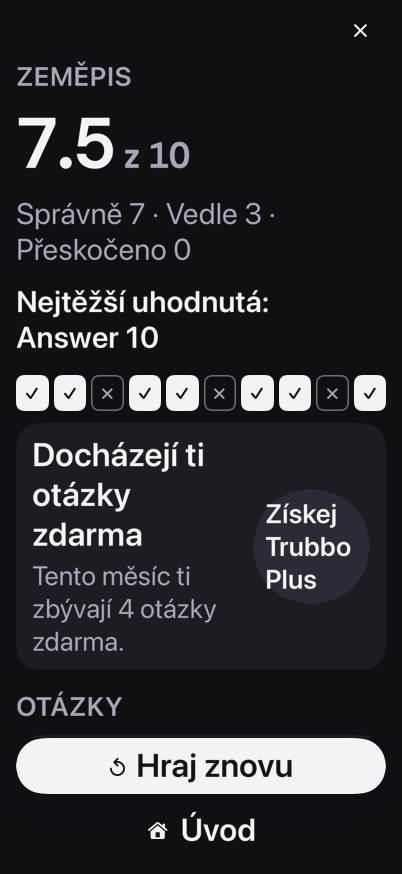 ZEMĚPIS
7.5 z 10
Správně 7 · Vedle 3 ·
Přeskočeno 0
Nejtěžší uhodnutá:
Answer 10
Docházejí ti
otázky
zdarma
Tento měsíc ti
zbývají 4 otázky
zdarma.
Získej
Trubbo
Plus
OTÁZKY
Hraj znovu
Úvod